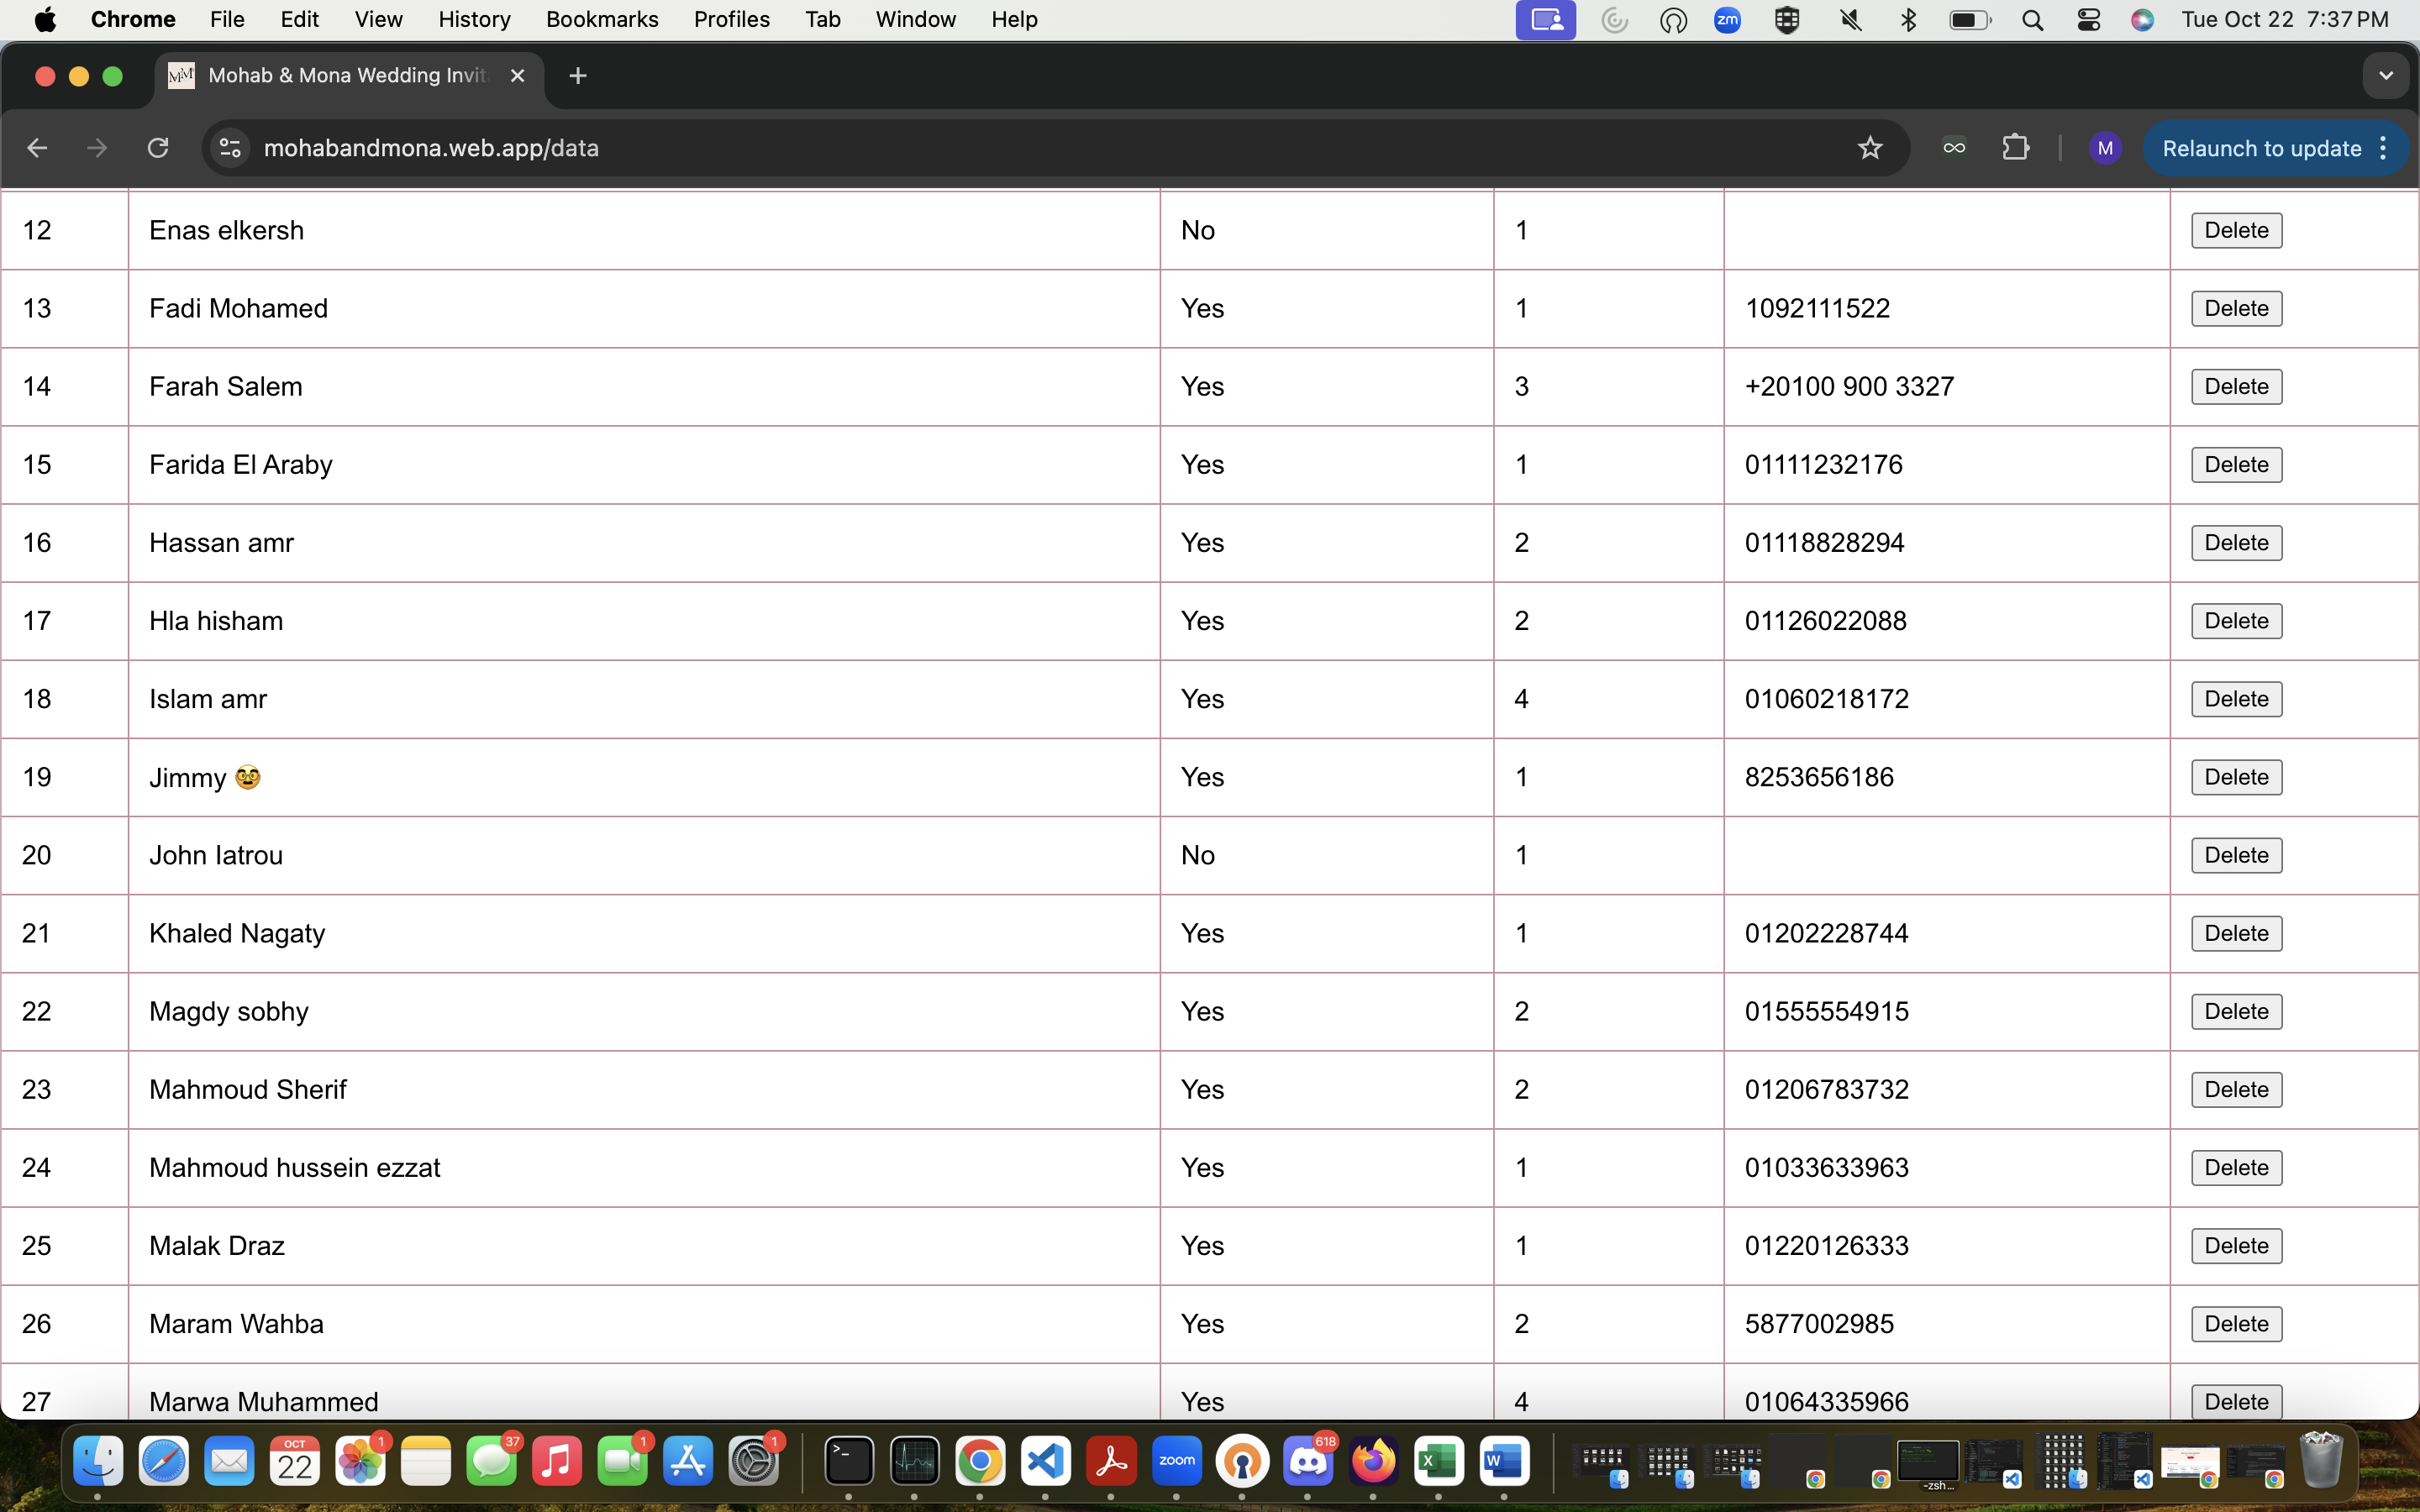 Chrome File Edit View History Bookmarks Profiles Tab Window Help zm Tue Oct 22 7:37 PM
MM Mohab & Mona Wedding Invit
mohabandmona.web.app/data M Relaunch to update
12 Enas elkersh No 1 Delete
13 Fadi Mohamed Yes 1 1092111522 Delete
14 Farah Salem Yes 3 +20100 900 3327 Delete
15 Farida El Araby Yes 1 01111232176 Delete
16 Hassan amr Yes 2 01118828294 Delete
17 Hla hisham Yes 2 01126022088 Delete
18 Islam amr Yes 4 01060218172 Delete
19 Jimmy 🥸 Yes 1 8253656186 Delete
20 John Iatrou No 1 Delete
21 Khaled Nagaty Yes 1 01202228744 Delete
22 Magdy sobhy Yes 2 01555554915 Delete
23 Mahmoud Sherif Yes 2 01206783732 Delete
24 Mahmoud hussein ezzat Yes 1 01033633963 Delete
25 Malak Draz Yes 1 01220126333 Delete
26 Maram Wahba Yes 2 5877002985 Delete
27 Marwa Muhammed Yes 4 01064335966 Delete
OCT 1 37 1 1 618
22 >_ zoom X W
-zsh...